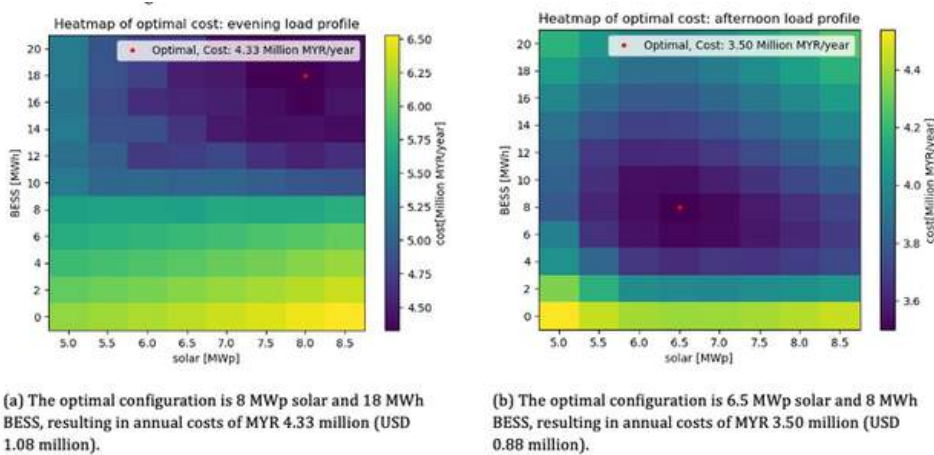 Heatmap of optimal cost: evening load profile
Optimal, Cost: 4.33 Million MYR/year
20
18
16
14
12
10
8
6
4
2
0
BESS [MWh]
5.0 5.5 6.0 6.5 7.0 7.5 8.0 8.5
solar [MWp]
6.50
6.25
6.00
5.75
5.50
5.25
5.00
4.75
4.50
cost[Million MYR/year]
(a) The optimal configuration is 8 MWp solar and 18 MWh
BESS, resulting in annual costs of MYR 4.33 million (USD
1.08 million).
Heatmap of optimal cost: afternoon load profile
Optimal, Cost: 3.50 Million MYR/year
20
18
16
14
12
10
8
6
4
2
0
BESS [MWh]
5.0 5.5 6.0 6.5 7.0 7.5 8.0 8.5
solar [MWp]
4.4
4.2
4.0
3.8
3.6
cost[Million MYR/year]
(b) The optimal configuration is 6.5 MWp solar and 8 MWh
BESS, resulting in annual costs of MYR 3.50 million (USD
0.88 million).